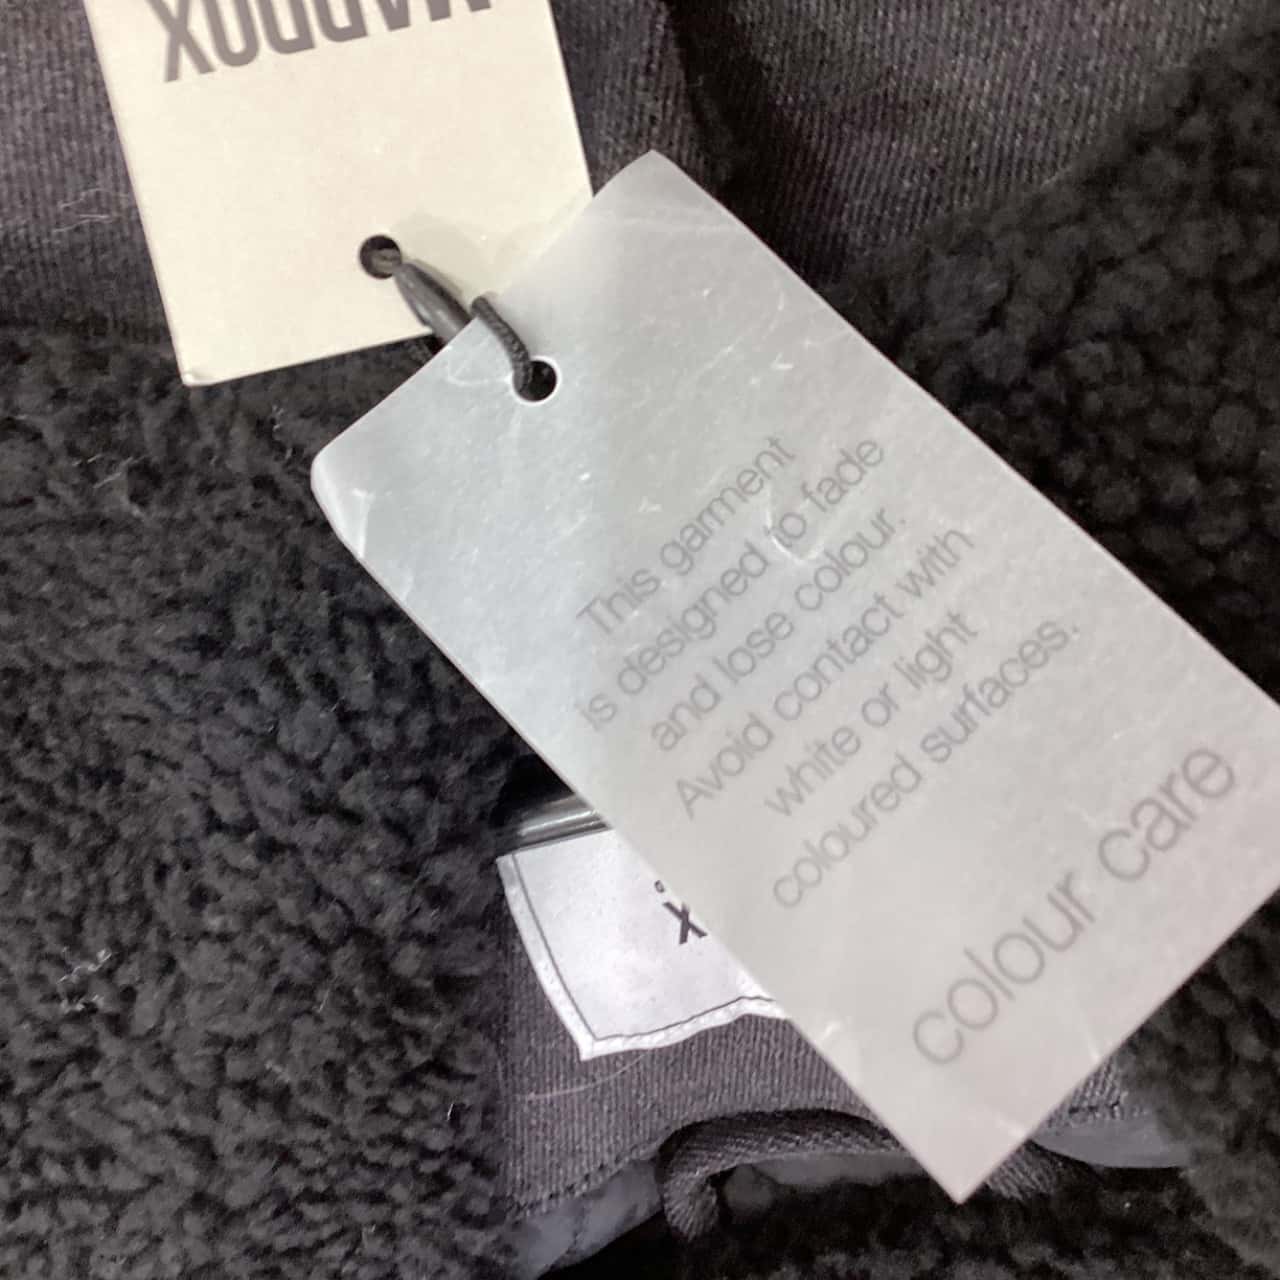 MADDOX
This garment
is designed to fade
and lose colour.
Avoid contact with
white or light
coloured surfaces.
colour care
X